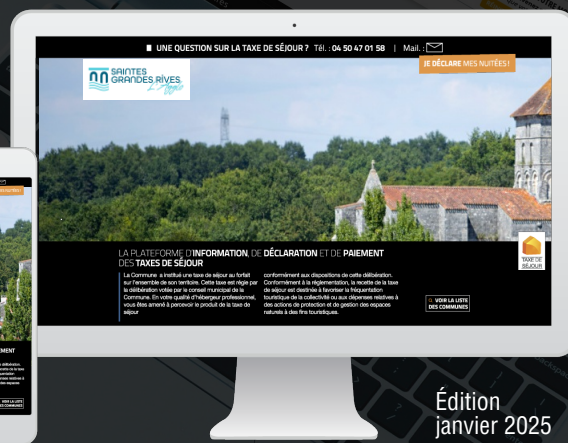 UNE QUESTION SUR LA TAXE DE SÉJOUR ? Tél. : 04 50 47 01 58 | Mail. :
JE DÉCLARE MES NUITÉES !
SAINTES
GRANDES RIVES
L'Agglo
LA PLATEFORME D'INFORMATION, DE DÉCLARATION ET DE PAIEMENT
DES TAXES DE SÉJOUR
La Commune a institué une taxe de séjour au forfait
sur l'ensemble de son territoire. Cette taxe est régie par
la délibération votée par le conseil municipal de la
Commune. En votre qualité d'hébergeur professionnel,
vous êtes amené à percevoir le produit de la taxe de
séjour
conformément aux dispositions de cette délibération.
Conformément à la réglementation, la recette de la taxe
de séjour est destinée à favoriser la fréquentation
touristique de la collectivité ou aux dépenses relatives à
des actions de protection et de gestion des espaces
naturels à des fins touristiques.
TAXE DE
SÉJOUR
VOIR LA LISTE
DES COMMUNES
Édition
janvier 2025